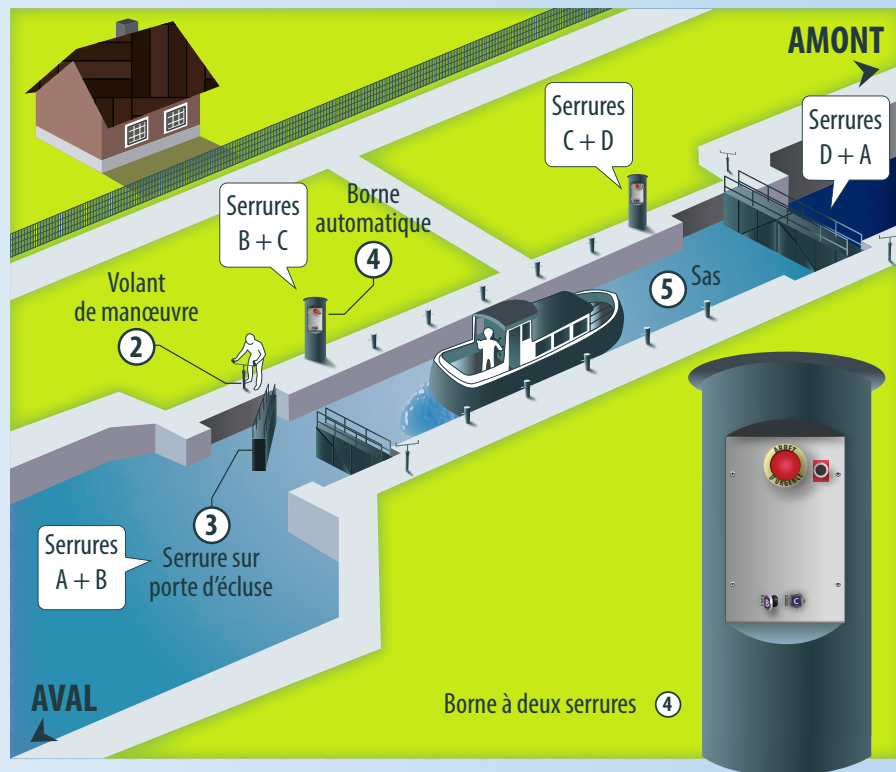 AMONT
Serrures
C + D
Serrures
D + A
Serrures
B + C
Borne
automatique
4
Volant
de manœuvre
2
5
Sas
3
Serrure sur
porte d’écluse
Serrures
A + B
AVAL
Borne à deux serrures 4
ARRET
D'URGENCE
B
C